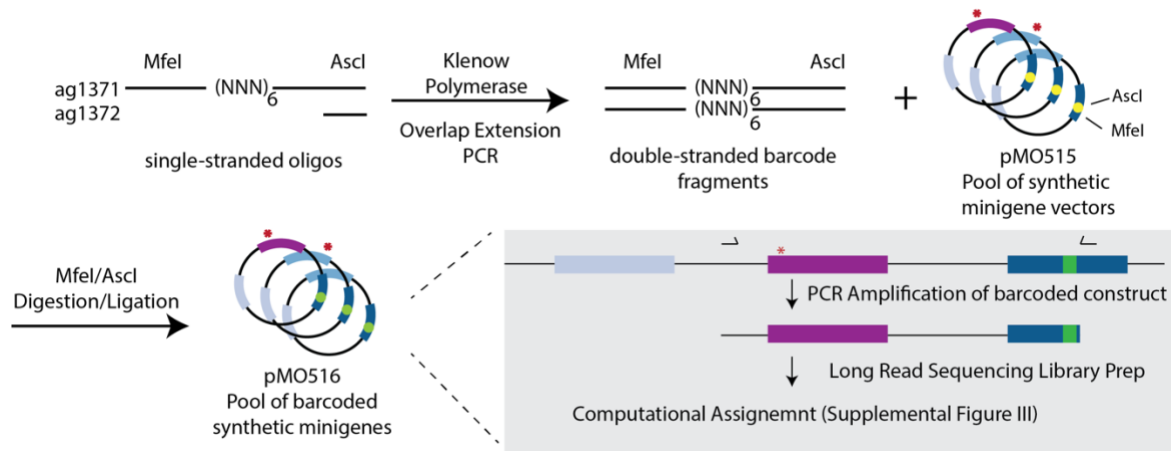 MfeI
AscI
ag1371
(NNN)
6
ag1372
single-stranded oligos
Klenow
Polymerase
Overlap Extension
PCR
MfeI
AscI
(NNN)
6
(NNN)
6
double-stranded barcode
fragments
+
*
*
AscI
MfeI
pMO515
Pool of synthetic
minigene vectors
MfeI/AscI
Digestion/Ligation
*
*
pMO516
Pool of barcoded
synthetic minigenes
*
PCR Amplification of barcoded construct
Long Read Sequencing Library Prep
Computational Assignemnt (Supplemental Figure III)